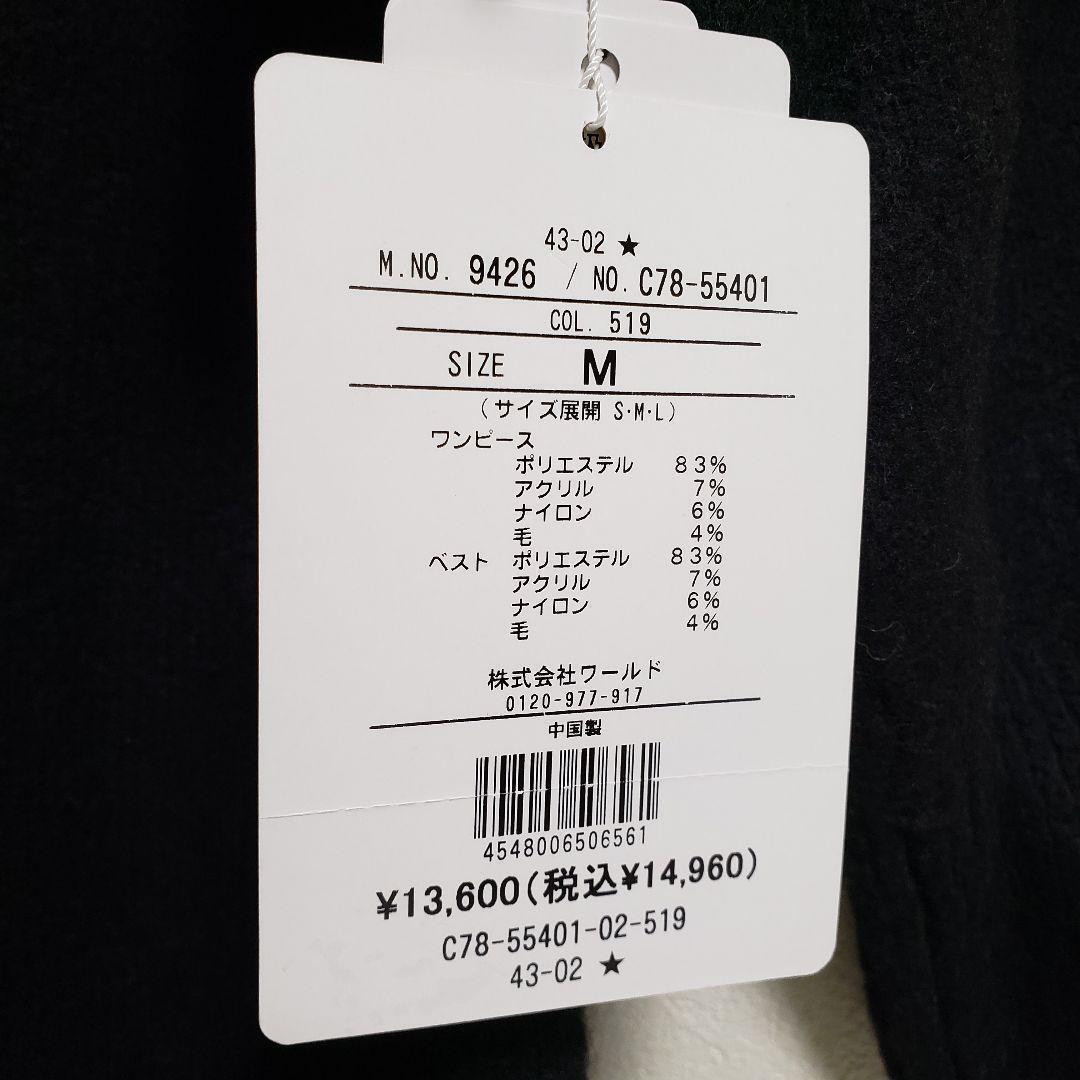 43-02 ★
M.NO. 9426 / NO. C78-55401
COL. 519
SIZE M
(サイズ展開 S・M・L)
ワンピース
ポリエステル 83%
アクリル 7%
ナイロン 6%
毛 4%
ベスト ポリエステル 83%
アクリル 7%
ナイロン 6%
毛 4%
株式会社ワールド
0120-977-917
中国製
4548006506561
¥13,600(税込¥14,960)
C78-55401-02-519
43-02 ★